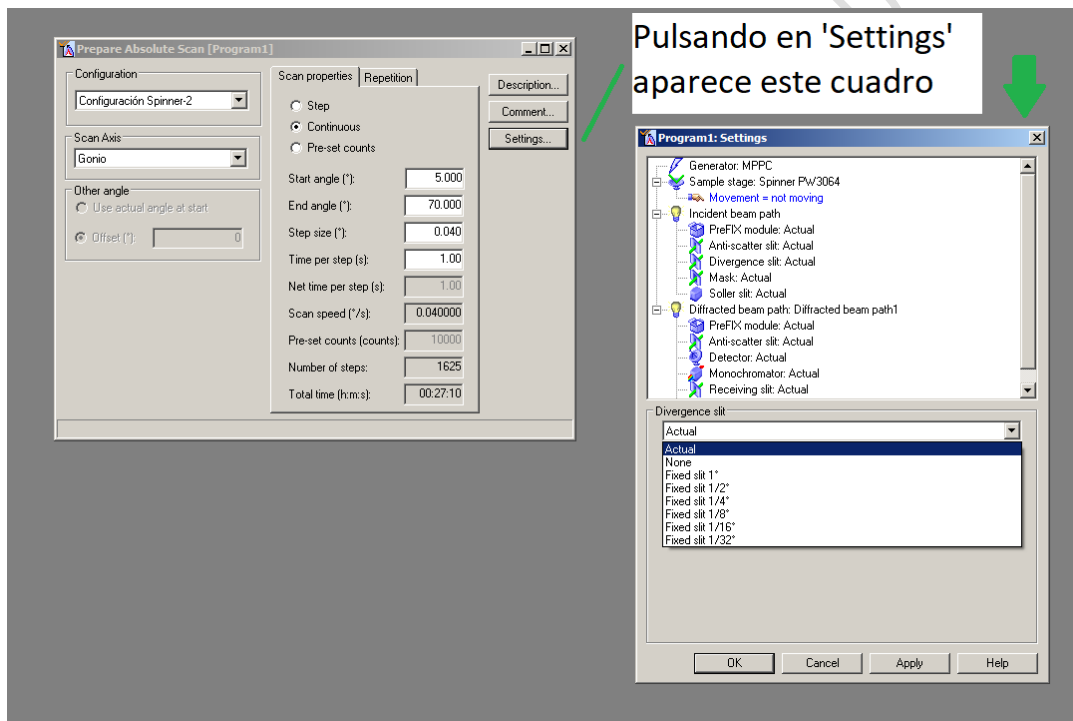 Pulsando en 'Settings'
aparece este cuadro
Prepare Absolute Scan [Program1]
Configuration
Configuración Spinner-2
Scan Axis
Gonio
Other angle
Use actual angle at start
Offset (°): 0
Scan properties Repetition
Step
Continuous
Pre-set counts
Start angle (°): 5.000
End angle (°): 70.000
Step size (°): 0.040
Time per step (s): 1.00
Net time per step (s): 1.00
Scan speed (°/s): 0.040000
Pre-set counts (counts): 10000
Number of steps: 1625
Total time (h:m:s): 00:27:10
Description...
Comment...
Settings...
Program1: Settings
Generator: MPPC
Sample stage: Spinner PW3064
Movement = not moving
Incident beam path
PreFIX module: Actual
Anti-scatter slit: Actual
Divergence slit: Actual
Mask: Actual
Soller slit: Actual
Diffracted beam path: Diffracted beam path1
PreFIX module: Actual
Anti-scatter slit: Actual
Detector: Actual
Monochromator: Actual
Receiving slit: Actual
Divergence slit
Actual
Actual
None
Fixed slit 1°
Fixed slit 1/2°
Fixed slit 1/4°
Fixed slit 1/8°
Fixed slit 1/16°
Fixed slit 1/32°
OK Cancel Apply Help